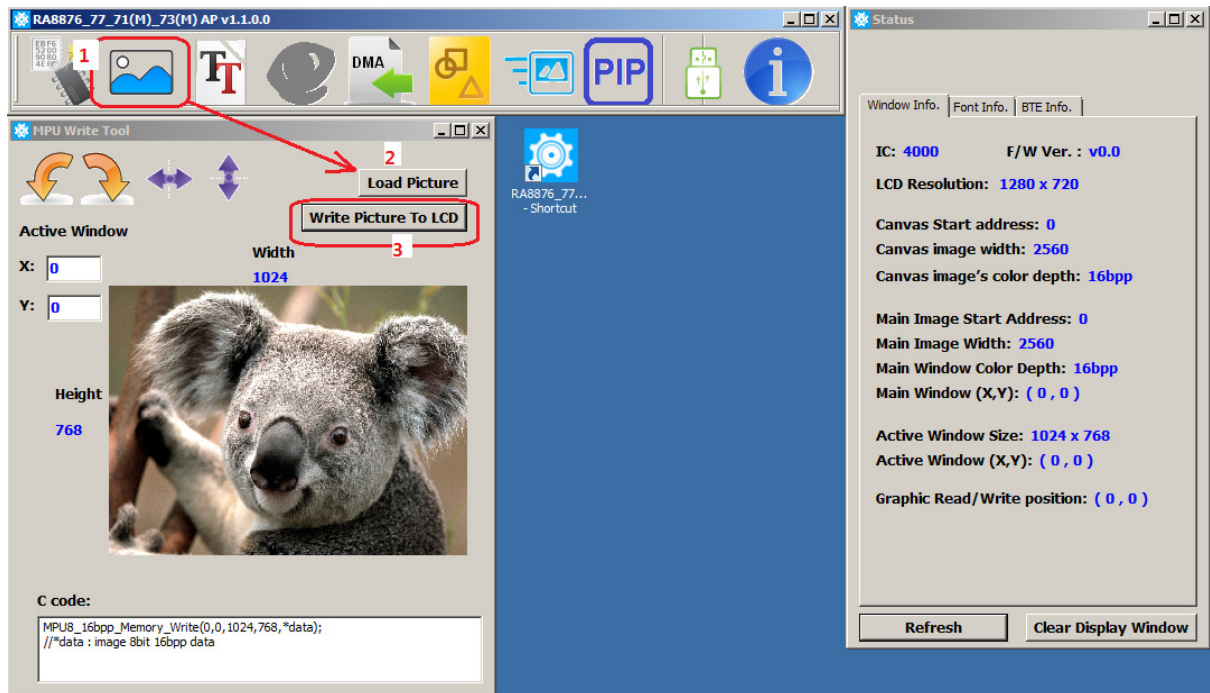 RA8876_77_71(M)_73(M) AP v1.1.0.0
1
DMA
PIP
MPU Write Tool
2
Load Picture
Write Picture To LCD
3
Active Window
Width
1024
X: 0
Y: 0
Height
768
C code:
MPU8_16bpp_Memory_Write(0,0,1024,768,*data);
//*data : image 8bit 16bpp data
RA8876_77...
- Shortcut
Status
Window Info. Font Info. BTE Info.
IC: 4000 F/W Ver. : v0.0
LCD Resolution: 1280 x 720
Canvas Start address: 0
Canvas image width: 2560
Canvas image's color depth: 16bpp
Main Image Start Address: 0
Main Image Width: 2560
Main Window Color Depth: 16bpp
Main Window (X,Y): ( 0 , 0 )
Active Window Size: 1024 x 768
Active Window (X,Y): ( 0 , 0 )
Graphic Read/Write position: ( 0 , 0 )
Refresh Clear Display Window